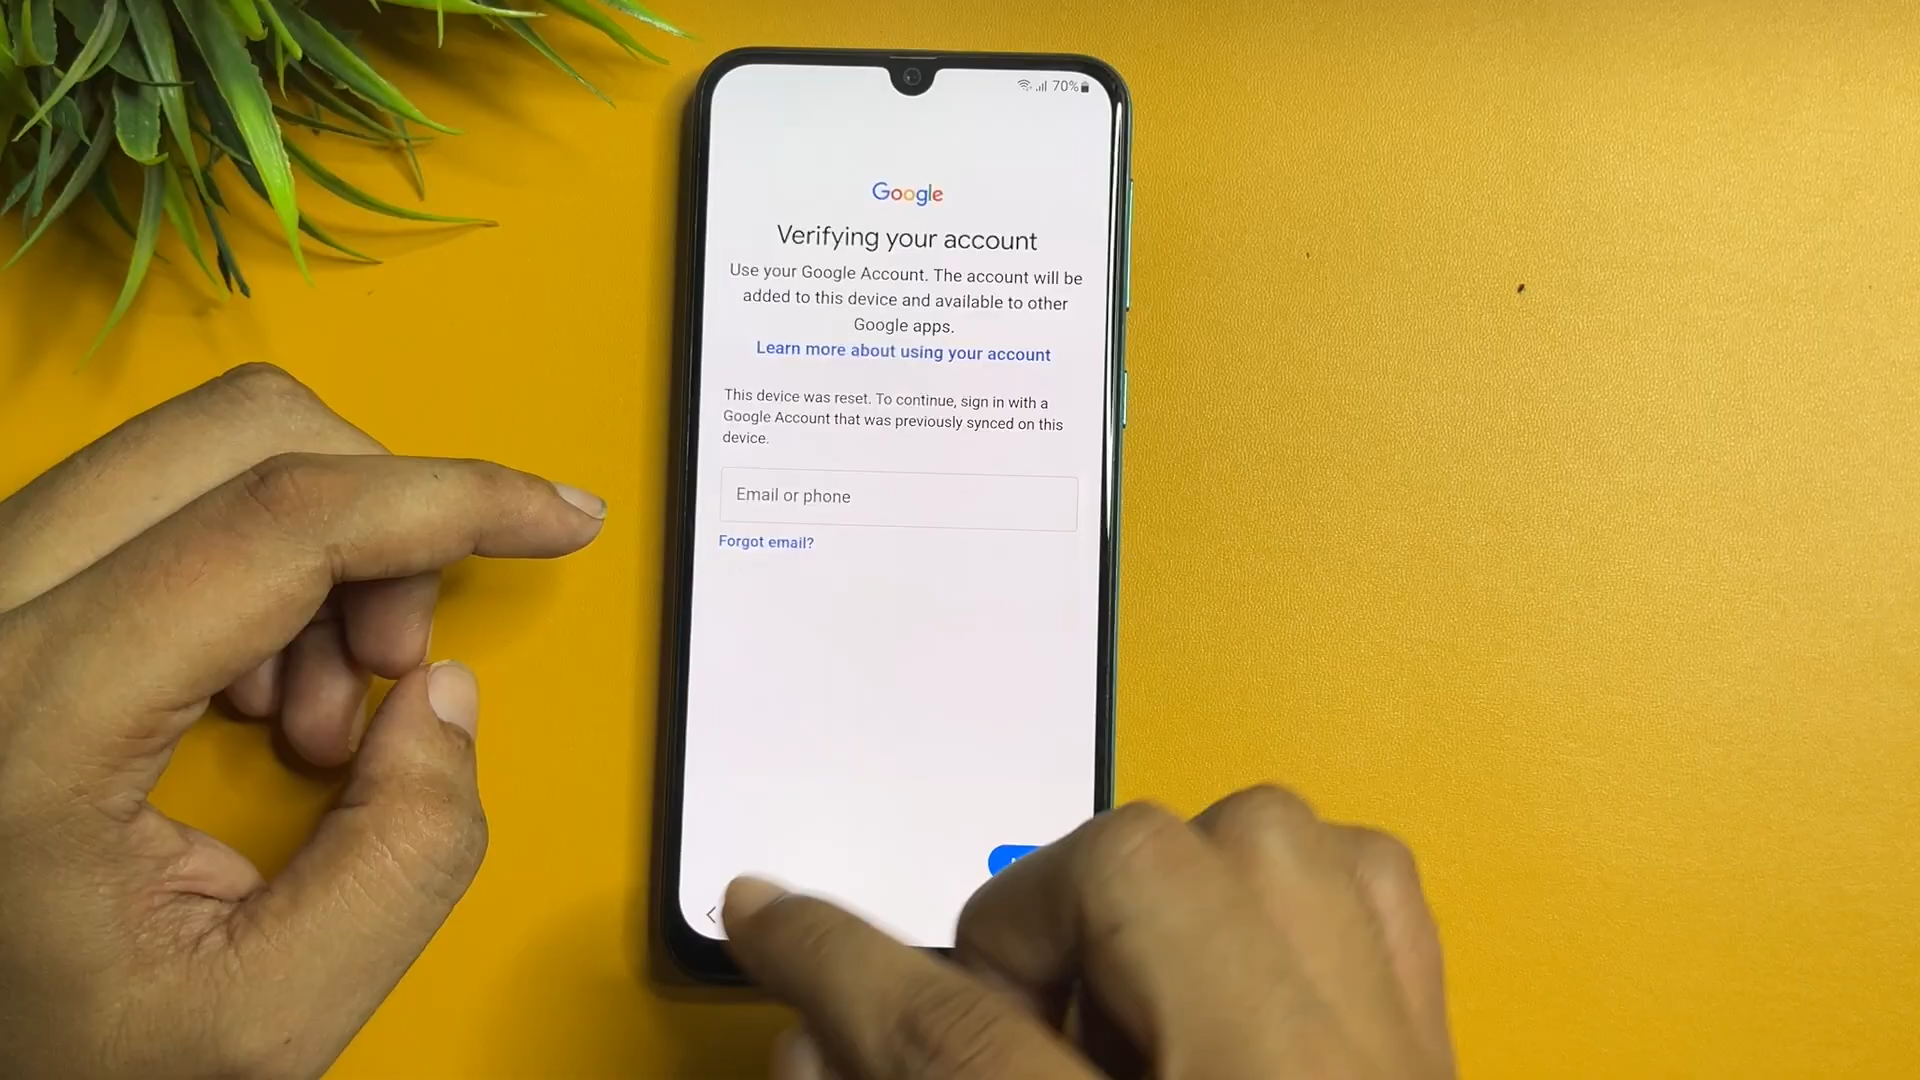 70%
Google
Verifying your account
Use your Google Account. The account will be
added to this device and available to other
Google apps.
Learn more about using your account
This device was reset. To continue, sign in with a
Google Account that was previously synced on this
device.
Email or phone
Forgot email?